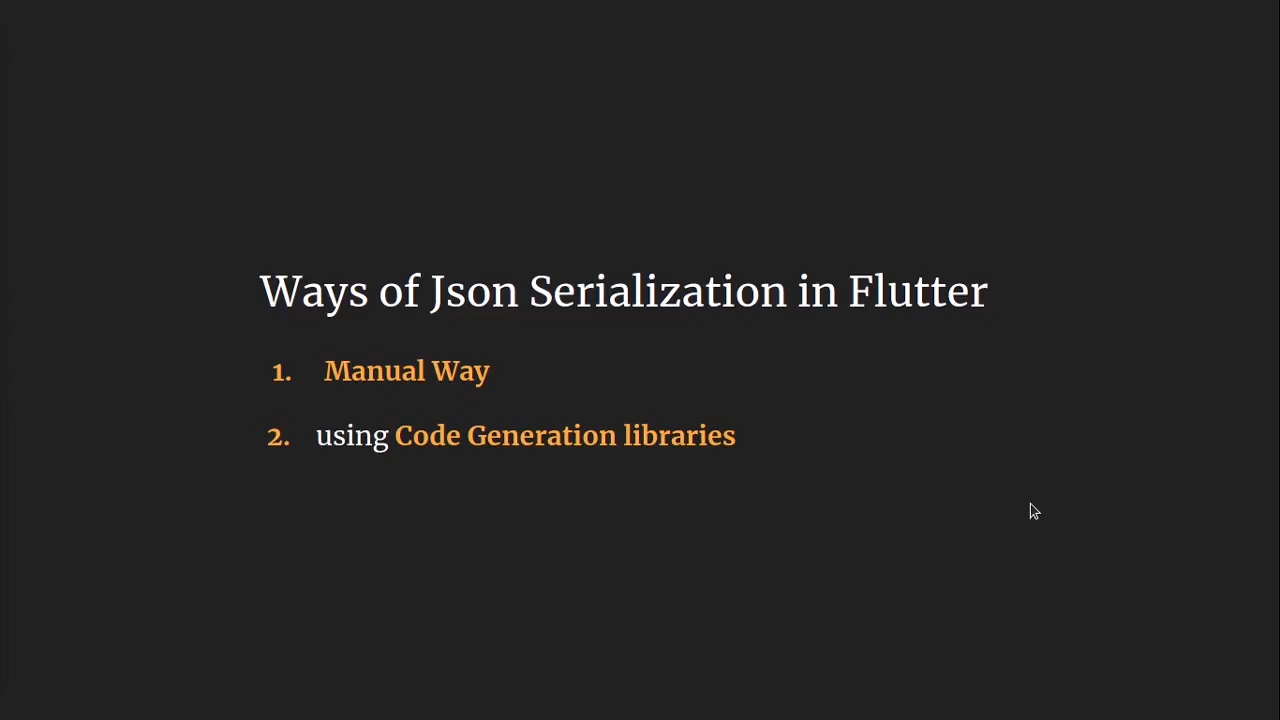 Ways of Json Serialization in Flutter
1. Manual Way
2. using Code Generation libraries